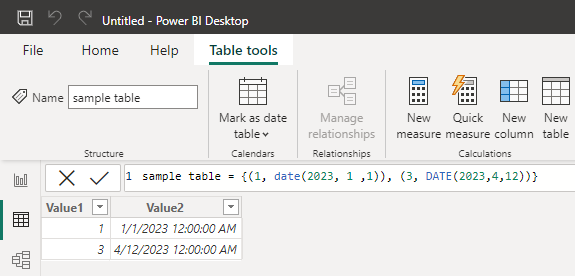 Untitled - Power BI Desktop
File Home Help Table tools
Name sample table
Mark as date table
Manage relationships
New measure
Quick measure
New column
New table
Structure Calendars Relationships Calculations
1 sample table = {(1, date(2023, 1 ,1)), (3, DATE(2023,4,12))}
Value1 Value2
1 1/1/2023 12:00:00 AM
3 4/12/2023 12:00:00 AM